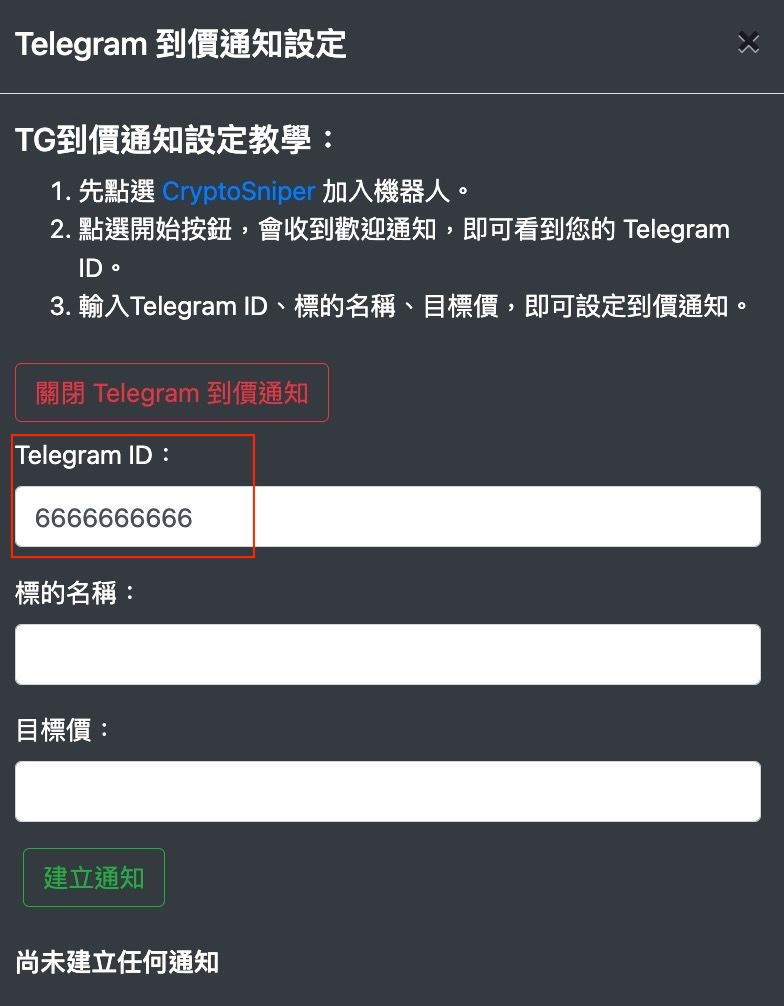 Telegram 到價通知設定
TG到價通知設定教學：
1. 先點選 CryptoSniper 加入機器人。
2. 點選開始按鈕，會收到歡迎通知，即可看到您的 Telegram
ID。
3. 輸入Telegram ID、標的名稱、目標價，即可設定到價通知。
關閉 Telegram 到價通知
Telegram ID：
6666666666
標的名稱：
目標價：
建立通知
尚未建立任何通知